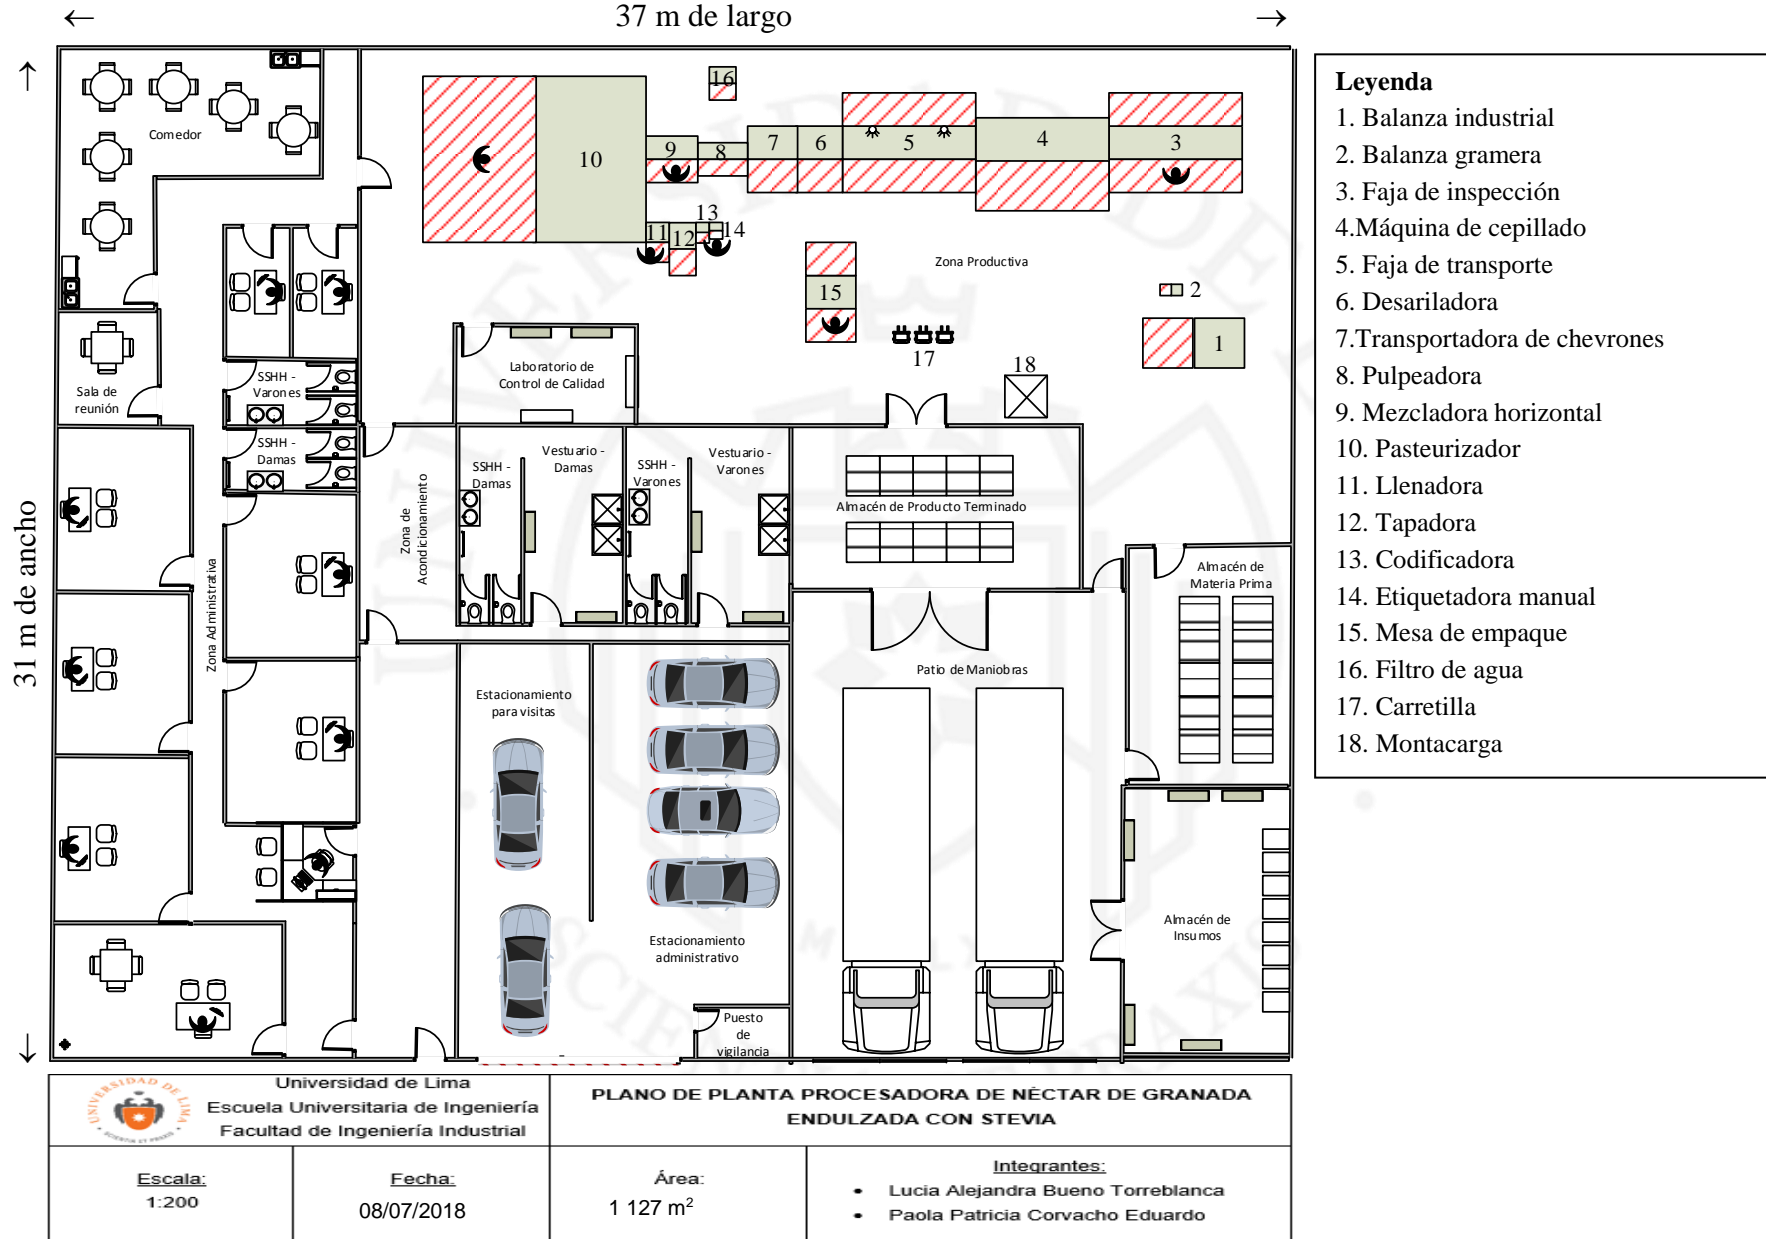 37 m de largo
31 m de ancho
Comedor
16
10
9
8
7
6
5
4
3
11
12
13
14
15
Zona Productiva
2
1
17
18
Laboratorio de
Control de Calidad
Sala de
reunión
SSHH -
Varones
SSHH -
Damas
Zona Administrativa
Zona de
Acondicionamiento
SSHH -
Damas
Vestuario -
Damas
SSHH -
Varones
Vestuario -
Varones
Almacén de Producto Terminado
Almacén de
Materia Prima
Estacionamiento
para visitas
Patio de Maniobras
Estacionamiento
administrativo
Almacén de
Insumos
Puesto
de
vigilancia
Leyenda
1. Balanza industrial
2. Balanza gramera
3. Faja de inspección
4.Máquina de cepillado
5. Faja de transporte
6. Desariladora
7.Transportadora de chevrones
8. Pulpeadora
9. Mezcladora horizontal
10. Pasteurizador
11. Llenadora
12. Tapadora
13. Codificadora
14. Etiquetadora manual
15. Mesa de empaque
16. Filtro de agua
17. Carretilla
18. Montacarga
UNIVERSIDAD DE LIMA
SCIENTIA ET PRAXIS
Universidad de Lima
Escuela Universitaria de Ingeniería
Facultad de Ingeniería Industrial
PLANO DE PLANTA PROCESADORA DE NÉCTAR DE GRANADA
ENDULZADA CON STEVIA
Escala:
1:200
Fecha:
08/07/2018
Área:
1 127 m²
Integrantes:
• Lucia Alejandra Bueno Torreblanca
• Paola Patricia Corvacho Eduardo